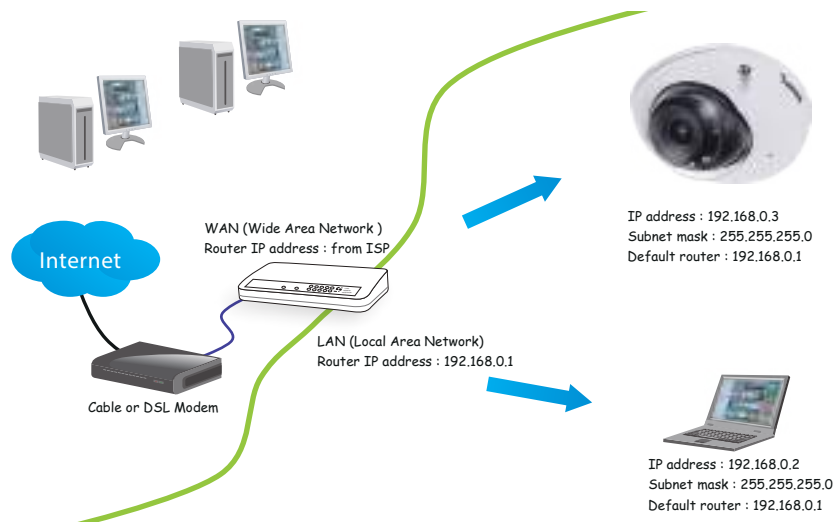 WAN (Wide Area Network )
Router IP address : from ISP
Internet
LAN (Local Area Network)
Router IP address : 192.168.0.1
Cable or DSL Modem
IP address : 192.168.0.3
Subnet mask : 255.255.255.0
Default router : 192.168.0.1
IP address : 192.168.0.2
Subnet mask : 255.255.255.0
Default router : 192.168.0.1